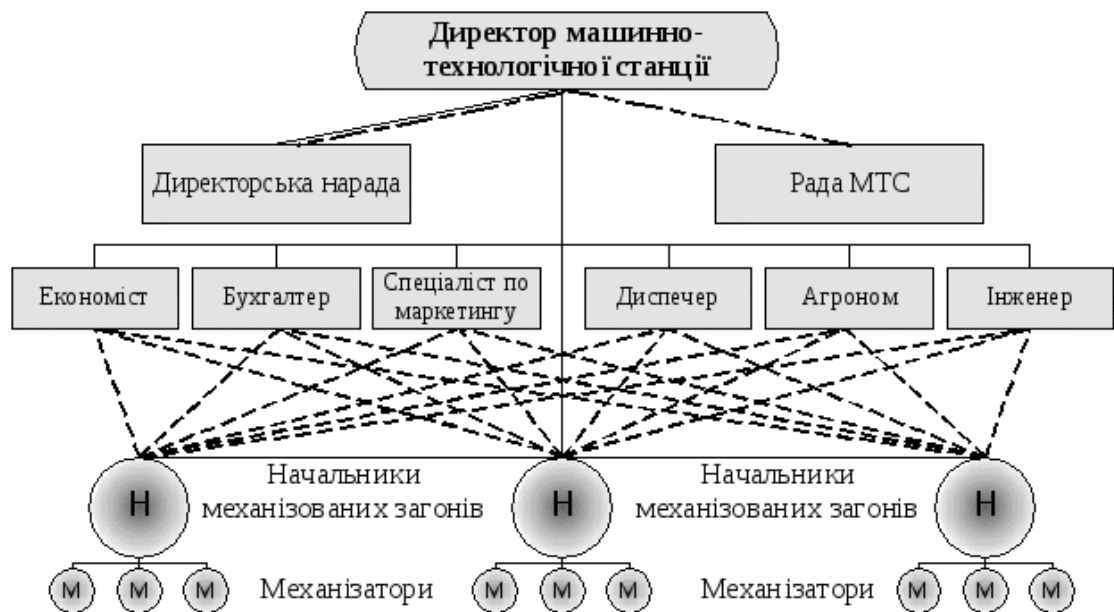 Директор машинно-
технологічної станції
Директорська нарада
Рада МТС
Економіст
Бухгалтер
Спеціаліст по
маркетингу
Диспечер
Агроном
Інженер
Н
Начальники
механізованих загонів
Н
Начальники
механізованих загонів
Н
М М М
Механізатори
М М М
Механізатори
М М М